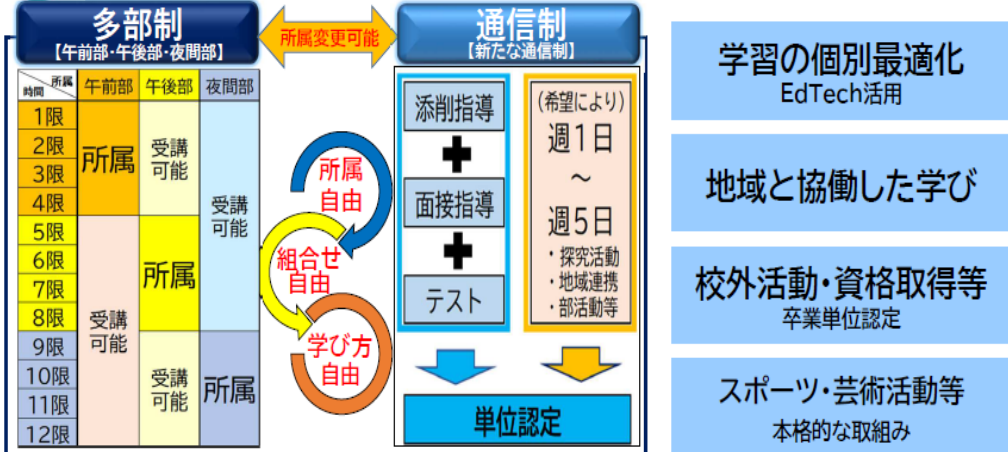 多部制
【午前部・午後部・夜間部】
所属変更可能
通信制
【新たな通信制】
所属
時間
午前部
午後部
夜間部
1限
2限
3限
4限
5限
6限
7限
8限
9限
10限
11限
12限
所属
受講
可能
受講
可能
所属
受講
可能
受講
可能
所属
所属
自由
組合せ
自由
学び方
自由
添削指導
+
面接指導
+
テスト
(希望により)
週1日
~
週5日
・探究活動
・地域連携
・部活動等
単位認定
学習の個別最適化
EdTech活用
地域と協働した学び
校外活動・資格取得等
卒業単位認定
スポーツ・芸術活動等
本格的な取組み